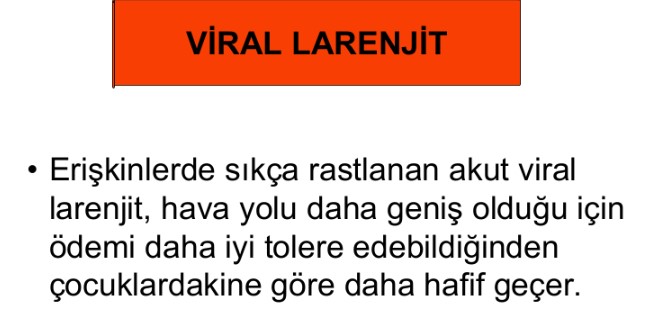 VİRAL LARENJİT
• Erişkinlerde sıkça rastlanan akut viral
larenjit, hava yolu daha geniş olduğu için
ödemi daha iyi tolere edebildiğinden
çocuklardakine göre daha hafif geçer.